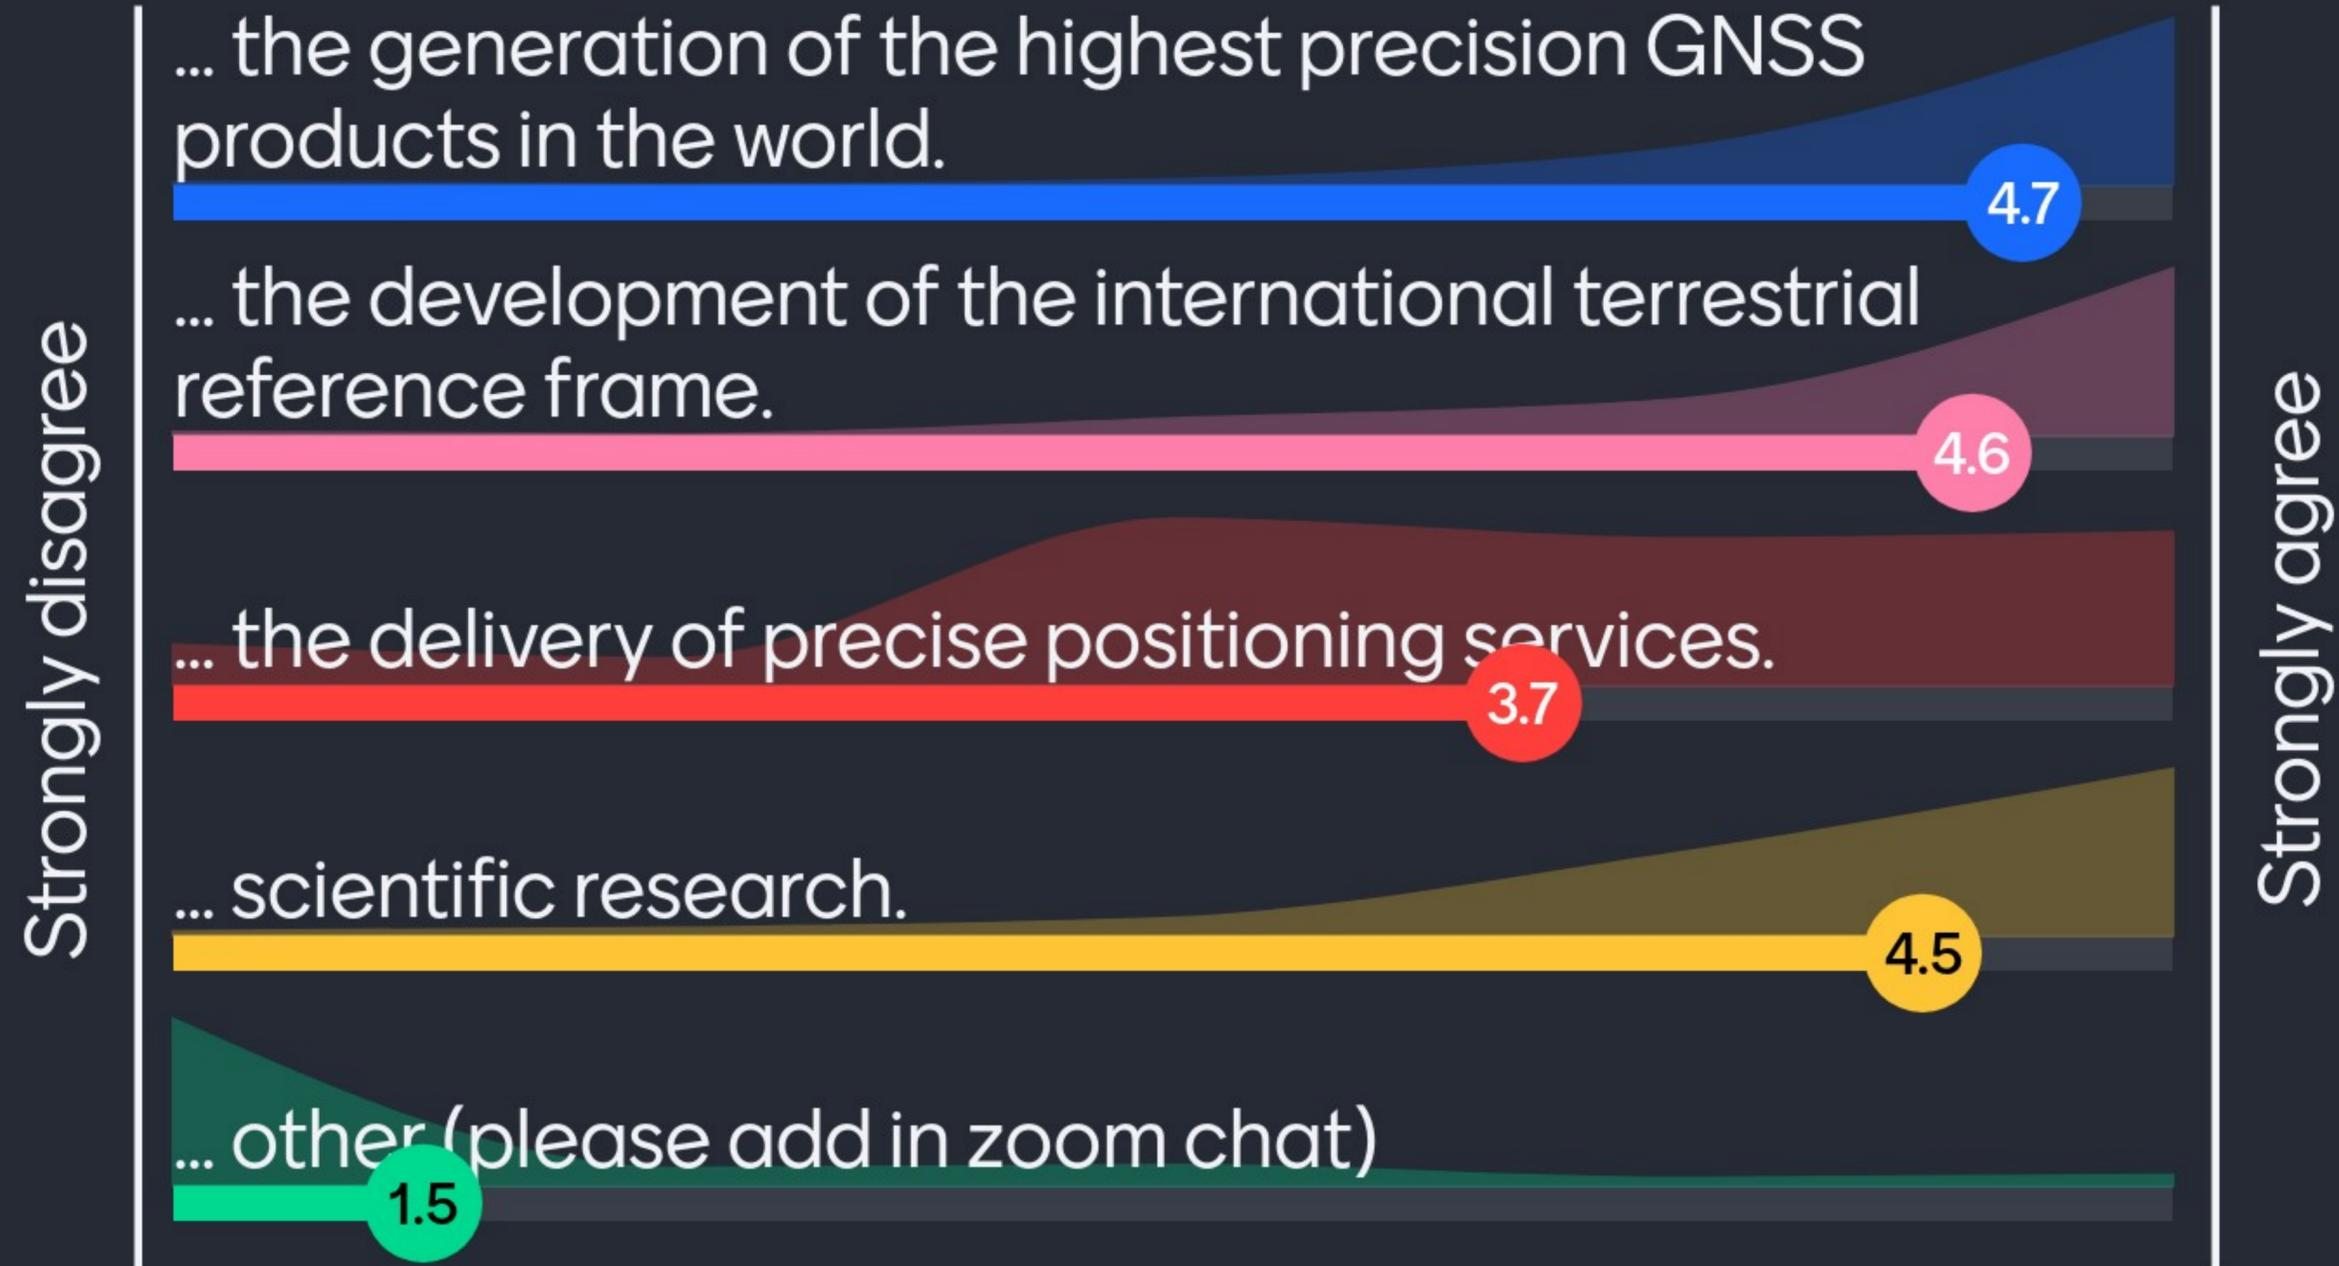 Strongly disagree
... the generation of the highest precision GNSS
products in the world.
4.7
... the development of the international terrestrial
reference frame.
4.6
... the delivery of precise positioning services.
3.7
... scientific research.
4.5
... other (please add in zoom chat)
1.5
Strongly agree